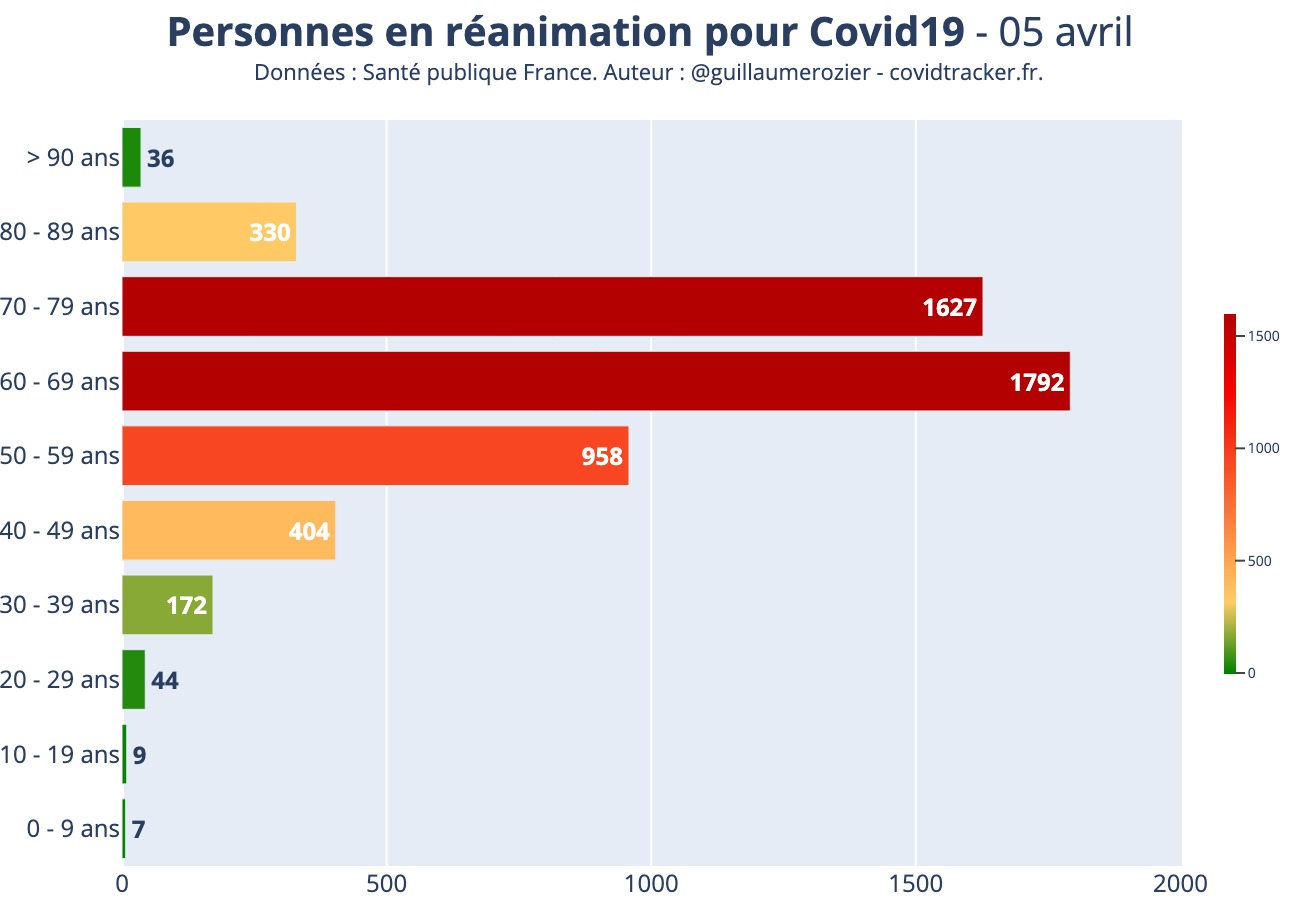 Personnes en réanimation pour Covid19 - 05 avril
Données : Santé publique France. Auteur : @guillaumerozier - covidtracker.fr.
> 90 ans 36
80 - 89 ans 330
70 - 79 ans 1627
60 - 69 ans 1792
50 - 59 ans 958
40 - 49 ans 404
30 - 39 ans 172
20 - 29 ans 44
10 - 19 ans 9
0 - 9 ans 7
0 500 1000 1500 2000
1500
1000
500
0